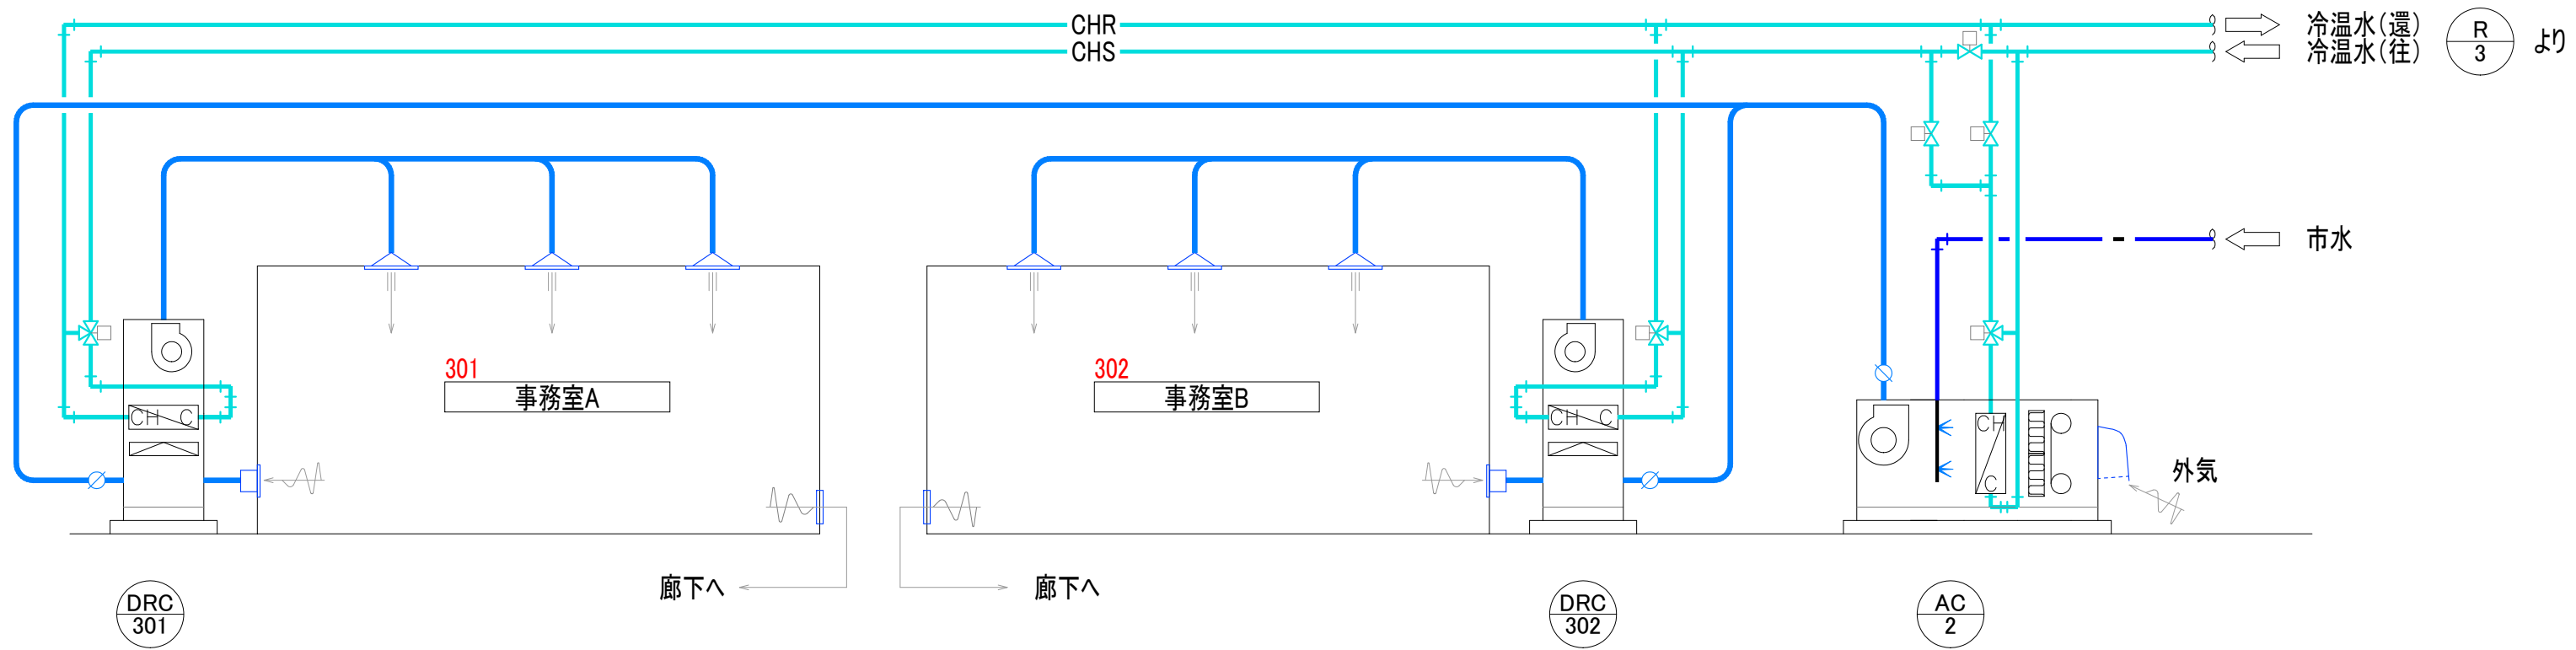 CHR
CHS
冷温水(還)
冷温水(往)
R
3
より
市水
301
事務室A
302
事務室B
CH C
CH C
CH
C
外気
廊下へ
廊下へ
DRC
301
DRC
302
AC
2